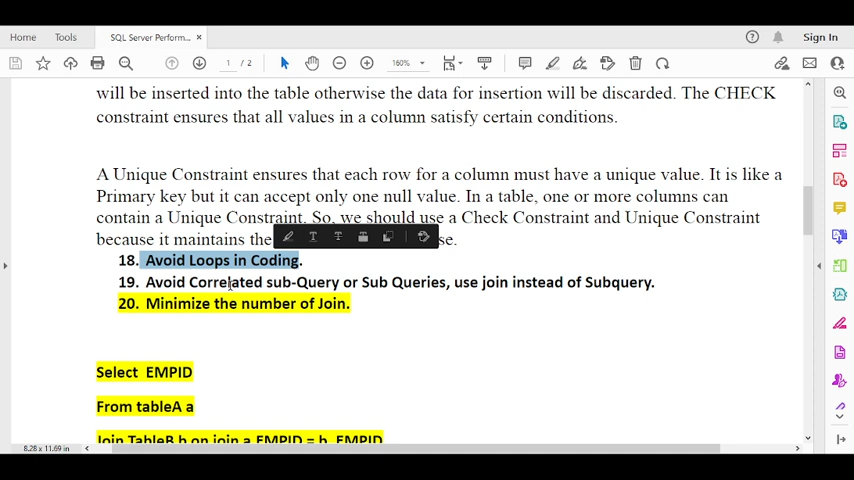 Home Tools SQL Server Perform... × Sign In
1 / 2 160%
will be inserted into the table otherwise the data for insertion will be discarded. The CHECK
constraint ensures that all values in a column satisfy certain conditions.
A Unique Constraint ensures that each row for a column must have a unique value. It is like a
Primary key but it can accept only one null value. In a table, one or more columns can
contain a Unique Constraint. So, we should use a Check Constraint and Unique Constraint
because it maintains the se.
18. Avoid Loops in Coding.
19. Avoid Correlated sub-Query or Sub Queries, use join instead of Subquery.
20. Minimize the number of Join.
Select EMPID
From tableA a
Join TableB b on join a.EMPID = b. EMPID
8.28 x 11.69 in